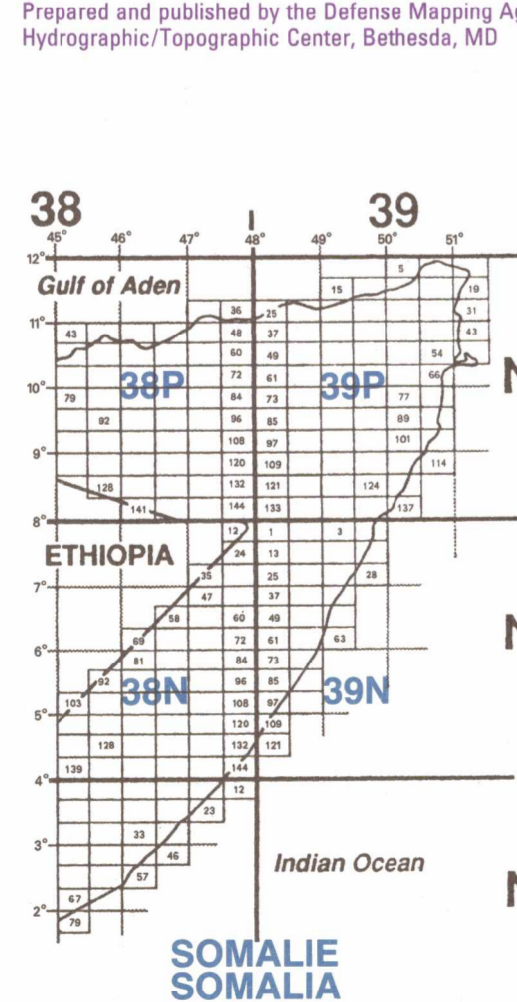 Prepared and published by the Defense Mapping Ag
Hydrographic/Topographic Center, Bethesda, MD
38 39
45° 46° 47° 48° 49° 50° 51°
12° 5
Gulf of Aden 15 19
36 25 31
11° 43 48 37 43
60 49 54
38P 72 61 39P 66
10°
79 84 73 77
92 96 85 89
108 97 101
9°
120 109 114
128 132 121 124
141 144 133 137
8°
12 1 3
ETHIOPIA 24 13
35 25 28
7°
47 37
58 60 49
69 72 61 63
6°
81 84 73
92 38N 96 85 39N
103 108 97
5°
120 109
128 132 121
139 144
4°
12
23
33
3°
46 Indian Ocean
57
67
2°
79
SOMALIE
SOMALIA